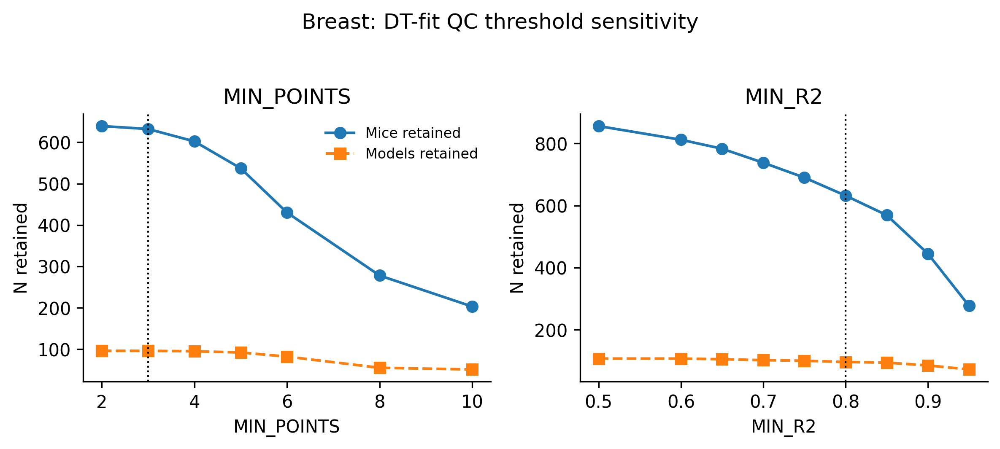 Breast: DT-fit QC threshold sensitivity
MIN_POINTS
Mice retained
Models retained
N retained
600
500
400
300
200
100
2
4
6
8
10
MIN_POINTS
MIN_R2
N retained
800
600
400
200
0.5
0.6
0.7
0.8
0.9
MIN_R2